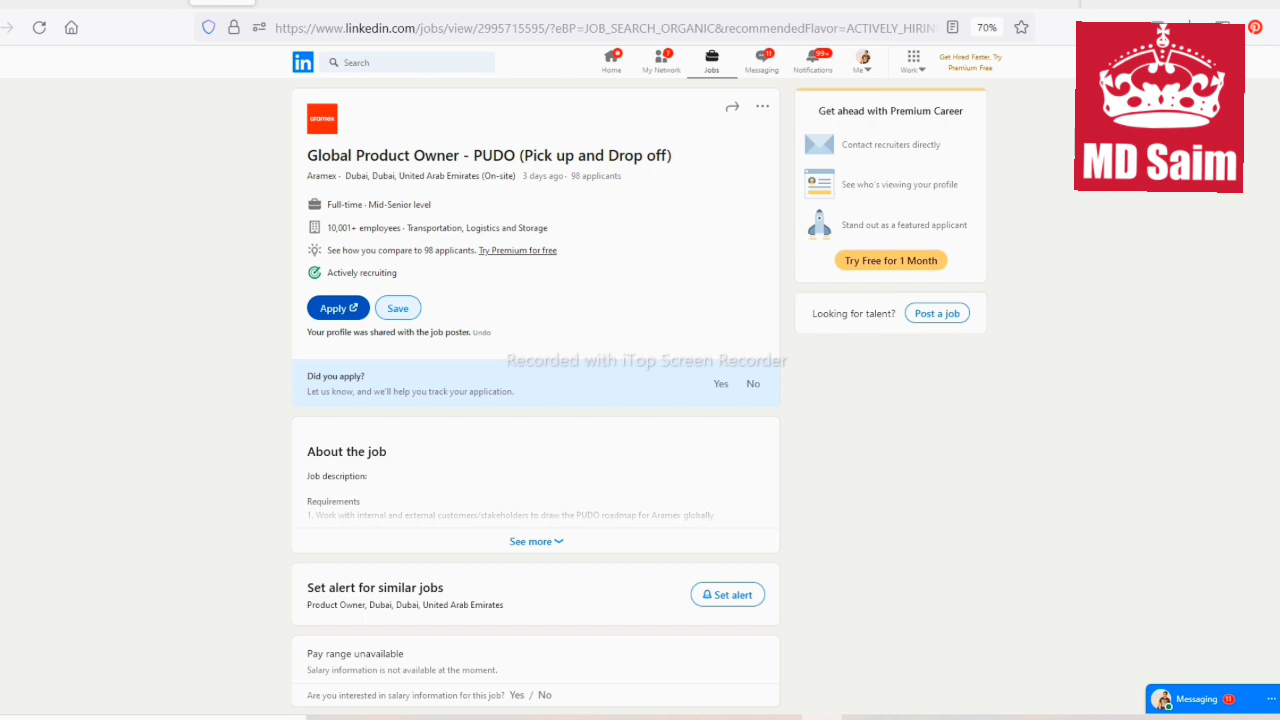 https://www.linkedin.com/jobs/view/2995715595/?eBP=JOB_SEARCH_ORGANIC&recommendedFlavor=ACTIVELY_HIRIN
70%
in
Search
Home
7
My Network
Jobs
11
Messaging
99+
Notifications
Me
Work
Get Hired Faster, Try
Premium Free
MD Saim
aramex
Global Product Owner - PUDO (Pick up and Drop off)
Aramex · Dubai, Dubai, United Arab Emirates (On-site) 3 days ago · 98 applicants
Full-time · Mid-Senior level
10,001+ employees · Transportation, Logistics and Storage
See how you compare to 98 applicants. Try Premium for free
Actively recruiting
Apply
Save
Your profile was shared with the job poster. Undo
Recorded with iTop Screen Recorder
Did you apply?
Let us know, and we'll help you track your application.
Yes
No
About the job
Job description:
Requirements
1. Work with internal and external customers/stakeholders to draw the PUDO roadmap for Aramex globally
See more
Set alert for similar jobs
Product Owner, Dubai, Dubai, United Arab Emirates
Set alert
Pay range unavailable
Salary information is not available at the moment.
Are you interested in salary information for this job? Yes / No
Get ahead with Premium Career
Contact recruiters directly
See who's viewing your profile
Stand out as a featured applicant
Try Free for 1 Month
Looking for talent?
Post a job
Messaging
11